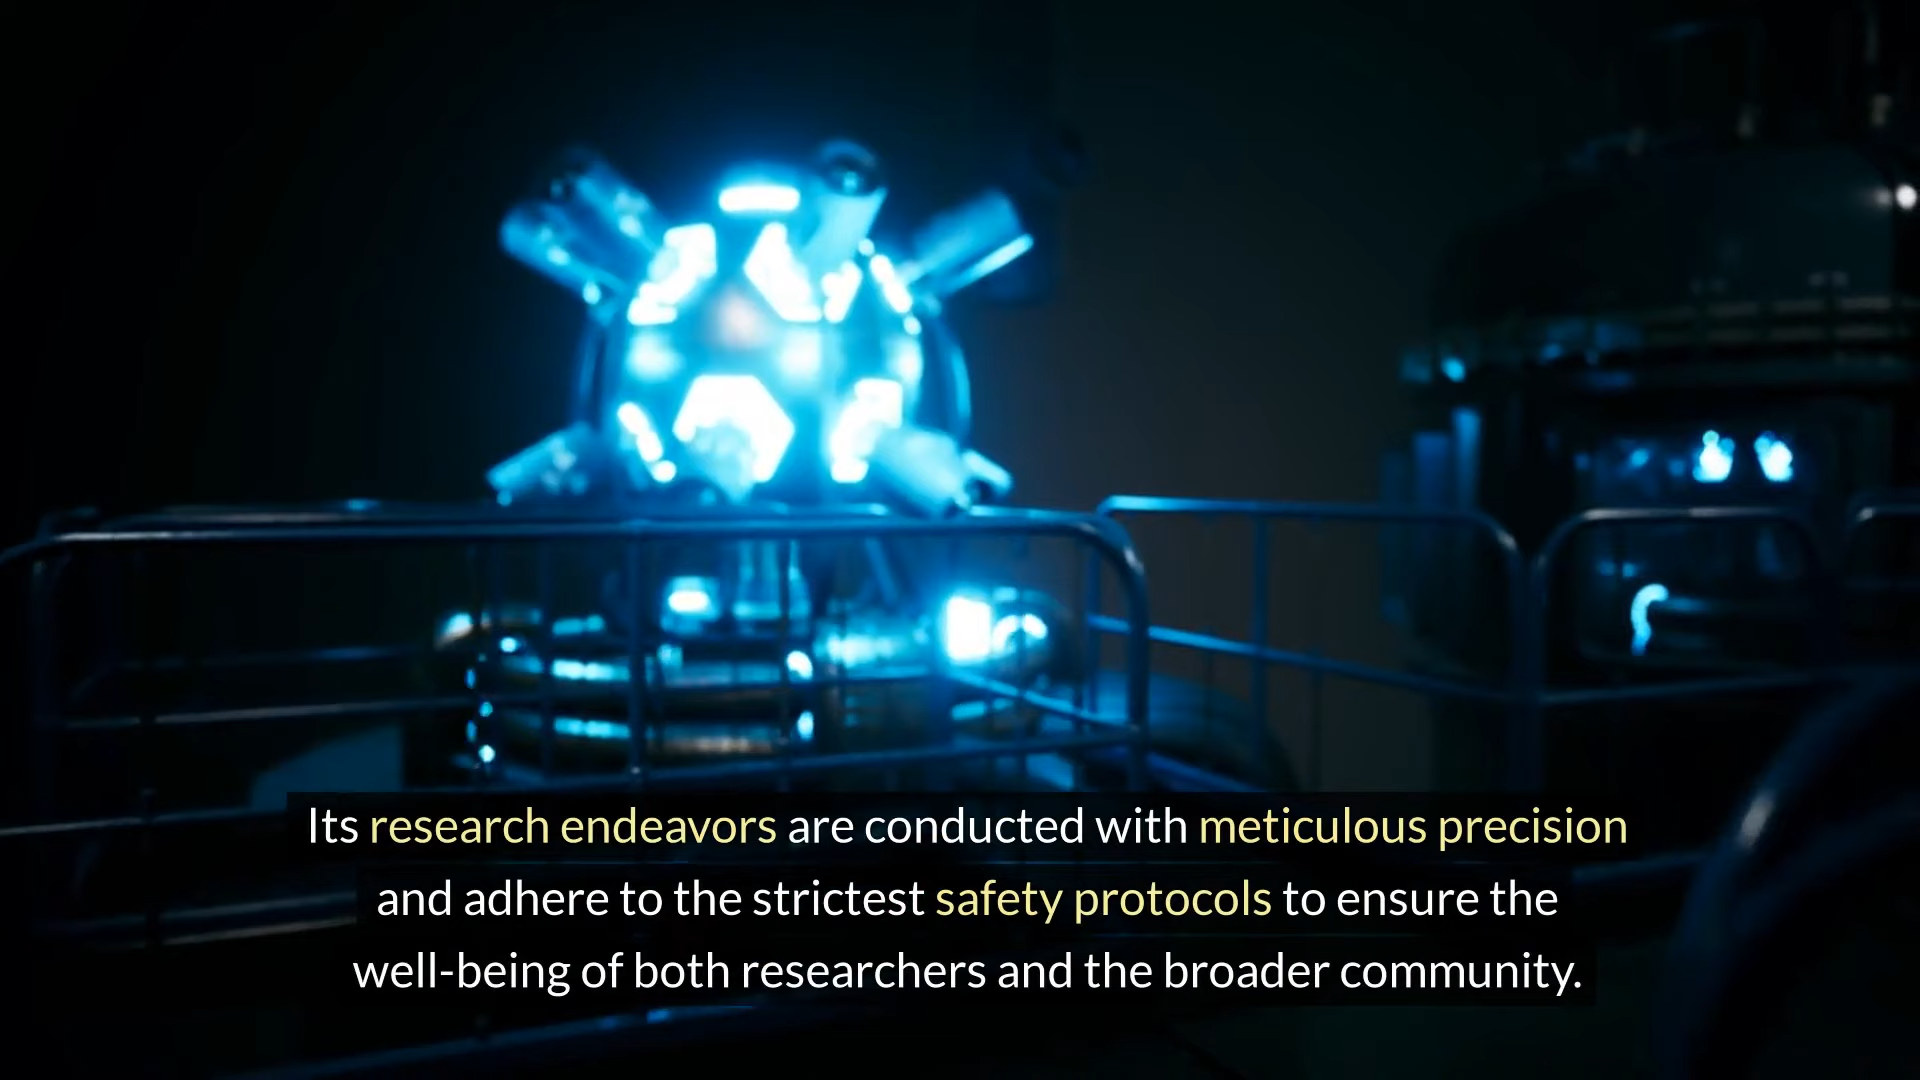 Its research endeavors are conducted with meticulous precision
and adhere to the strictest safety protocols to ensure the
well-being of both researchers and the broader community.